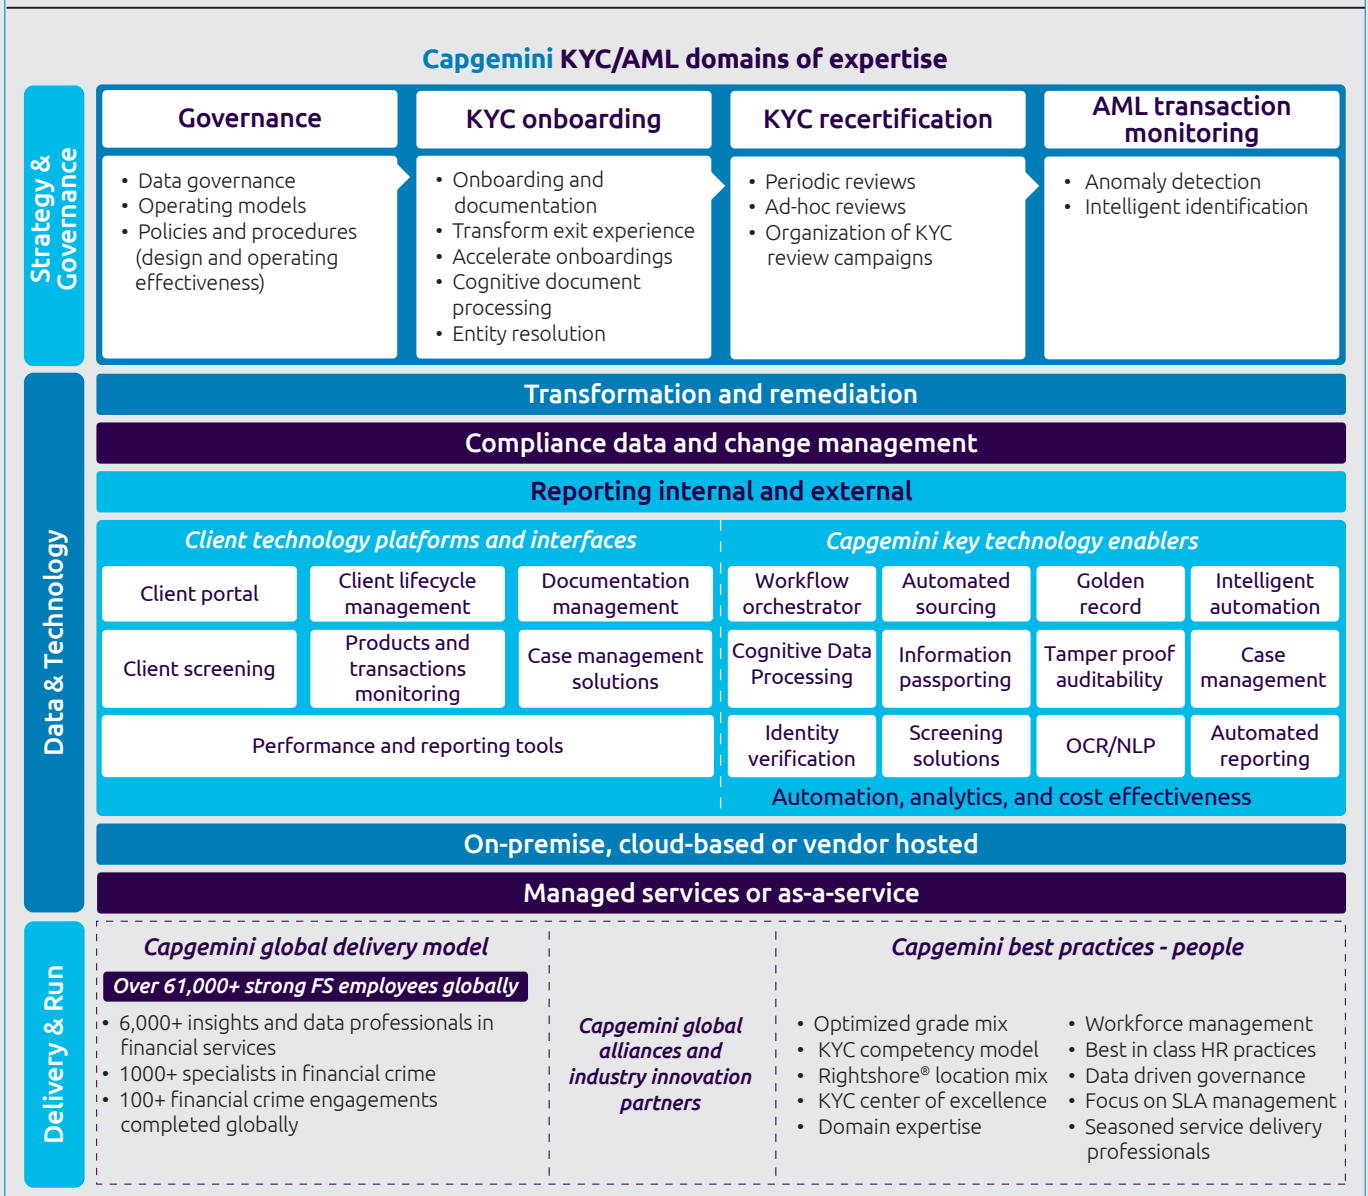 Capgemini KYC/AML domains of expertise
Strategy &
Governance
Governance
KYC onboarding
KYC recertification
AML transaction
monitoring
• Data governance
• Operating models
• Policies and procedures
(design and operating
effectiveness)
• Onboarding and
documentation
• Transform exit experience
• Accelerate onboardings
• Cognitive document
processing
• Entity resolution
• Periodic reviews
• Ad-hoc reviews
• Organization of KYC
review campaigns
• Anomaly detection
• Intelligent identification
Data & Technology
Transformation and remediation
Compliance data and change management
Reporting internal and external
Client technology platforms and interfaces
Client portal
Client lifecycle
management
Documentation
management
Client screening
Products and
transactions
monitoring
Case management
solutions
Performance and reporting tools
Capgemini key technology enablers
Workflow
orchestrator
Automated
sourcing
Golden
record
Intelligent
automation
Cognitive Data
Processing
Information
passporting
Tamper proof
auditability
Case
management
Identity
verification
Screening
solutions
OCR/NLP
Automated
reporting
Automation, analytics, and cost effectiveness
On-premise, cloud-based or vendor hosted
Managed services or as-a-service
Delivery & Run
Capgemini global delivery model
Over 61,000+ strong FS employees globally
• 6,000+ insights and data professionals in
financial services
• 1000+ specialists in financial crime
• 100+ financial crime engagements
completed globally
Capgemini global
alliances and
industry innovation
partners
Capgemini best practices - people
• Optimized grade mix
• KYC competency model
• Rightshore® location mix
• KYC center of excellence
• Domain expertise
• Workforce management
• Best in class HR practices
• Data driven governance
• Focus on SLA management
• Seasoned service delivery
professionals